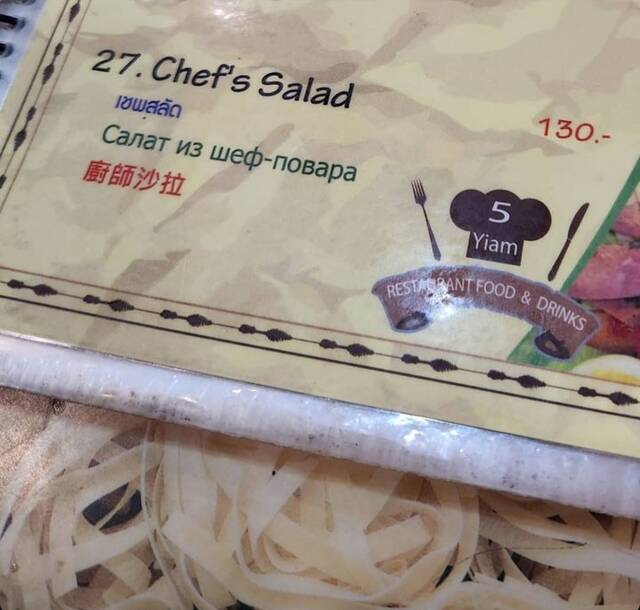 27. Chef's Salad
130.-
เชพสลัด
Салат из шеф-повара
廚師沙拉
5
Yiam
RESTAURANT FOOD & DRINKS